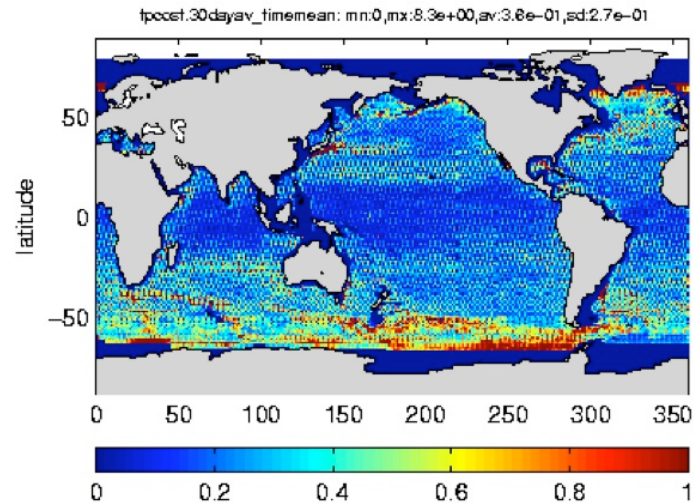 tpcost.30dayav_timemean: mn:0,mx:8.3e+00,av:3.6e-01,sd:2.7e-01
50
0
-50
latitude
0 50 100 150 200 250 300 350
0 0.2 0.4 0.6 0.8 1